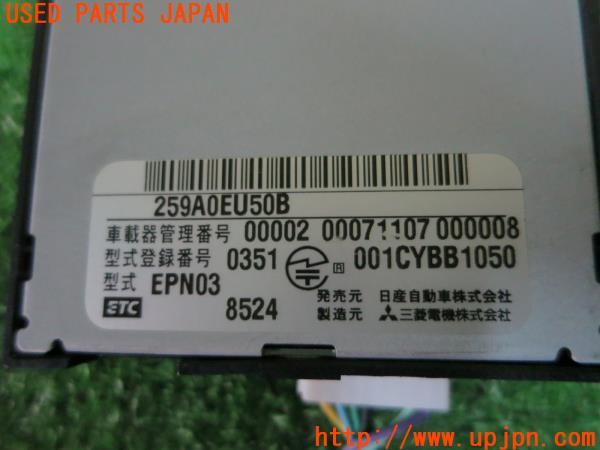 USED PARTS JAPAN
259A0EU50B
車載器管理番号 00002 00071107 000008
型式登録番号 0351 R 001CYBB1050
型式 EPN03
ETC 8524 発売元 日産自動車株式会社
製造元 三菱電機株式会社
http://www.upjpn.com/